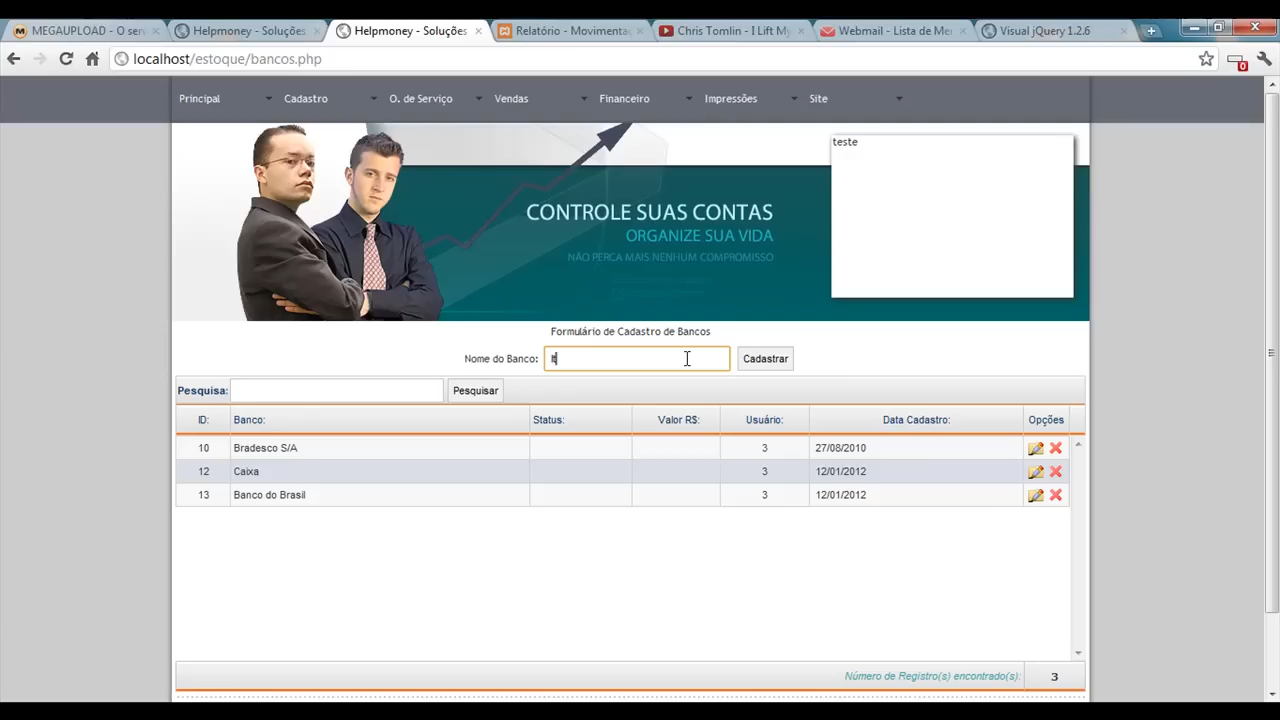 MEGAUPLOAD - O serv
Helpmoney - Soluções
Helpmoney - Soluções
Relatório - Movimenta
Chris Tomlin - I Lift My
Webmail - Lista de Me
Visual jQuery 1.2.6
localhost/estoque/bancos.php
0
Principal
Cadastro
O. de Serviço
Vendas
Financeiro
Impressões
Site
teste
CONTROLE SUAS CONTAS
ORGANIZE SUA VIDA
NÃO PERCA MAIS NENHUM COMPROMISSO
Formulário de Cadastro de Bancos
Nome do Banco: It Cadastrar
Pesquisa: Pesquisar
ID: Banco: Status: Valor R$: Usuário: Data Cadastro: Opções
10 Bradesco S/A 3 27/08/2010
12 Caixa 3 12/01/2012
13 Banco do Brasil 3 12/01/2012
Número de Registro(s) encontrado(s): 3